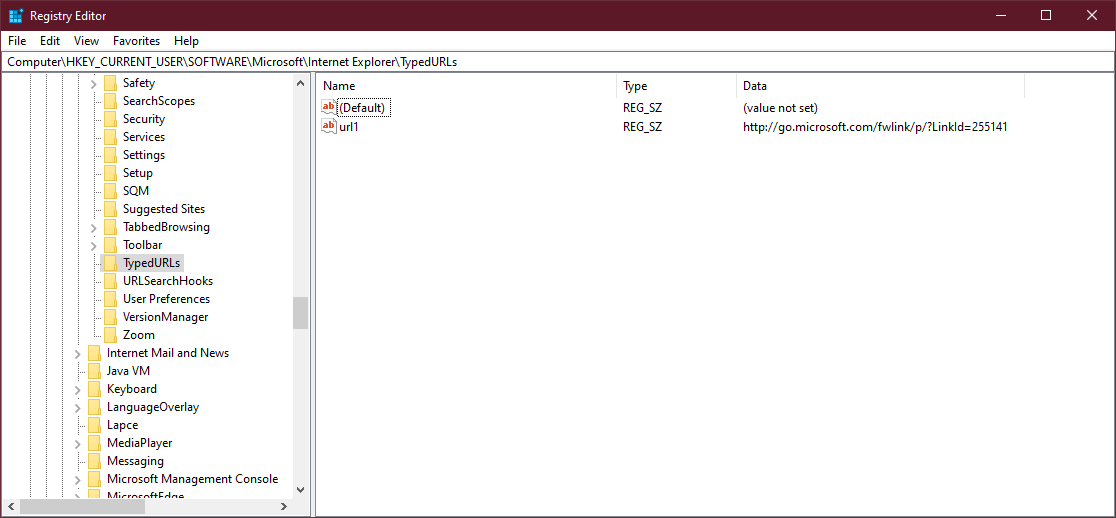 Registry Editor
File Edit View Favorites Help
Computer\HKEY_CURRENT_USER\SOFTWARE\Microsoft\Internet Explorer\TypedURLs
Safety
SearchScopes
Security
Services
Settings
Setup
SQM
Suggested Sites
TabbedBrowsing
Toolbar
TypedURLs
URLSearchHooks
User Preferences
VersionManager
Zoom
Internet Mail and News
Java VM
Keyboard
LanguageOverlay
Lapce
MediaPlayer
Messaging
Microsoft Management Console
MicrosoftEdge
Name Type Data
ab (Default) REG_SZ (value not set)
ab url1 REG_SZ http://go.microsoft.com/fwlink/p/?LinkId=255141